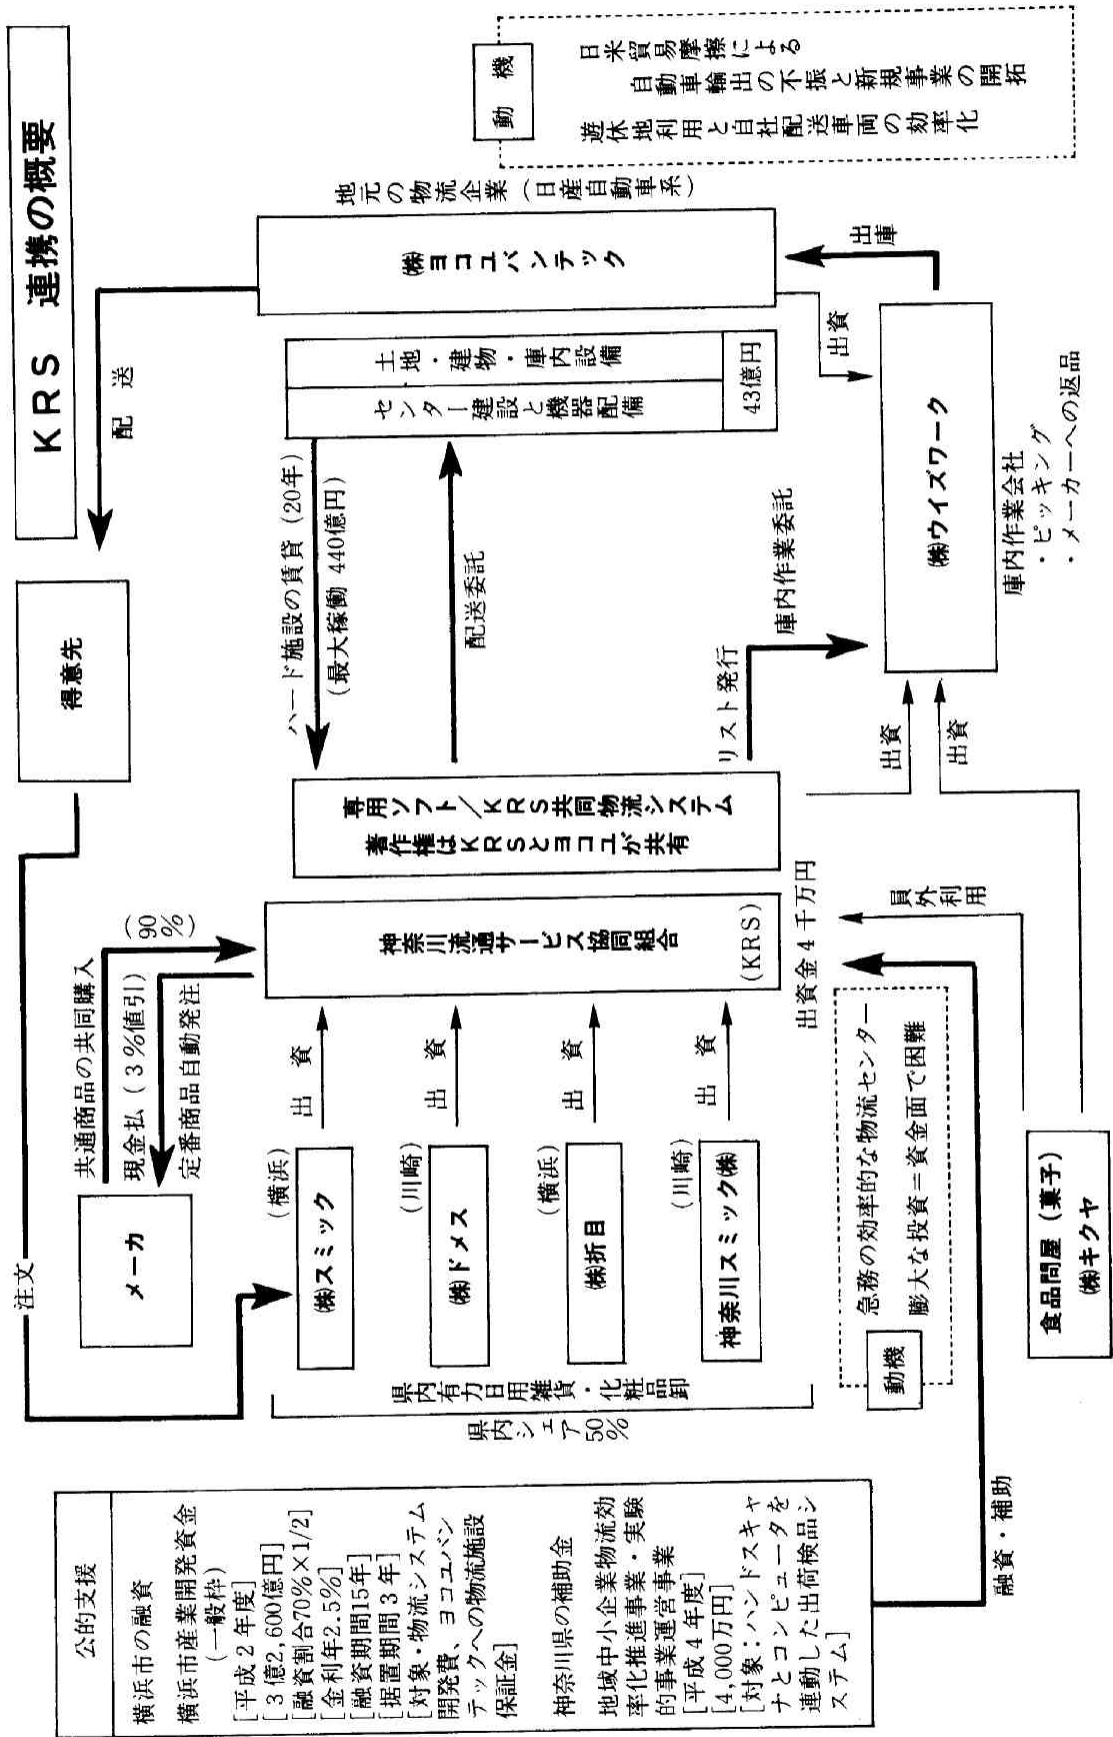 KRS 連携の概要
公的支援
横浜市の融資
横浜市産業開発資金
(一般枠)
[平成2年度]
[3億2,600億円]
[融資割合70%×1/2]
[金利年2.5%]
[融資期間15年]
[据置期間3年]
[対象・物流システム
開発費、ヨコユバン
テックへの物流施設
保証金]
神奈川県の補助金
地域中小企業物流効
率化推進事業・実験
的事業運営事業
[平成4年度]
[4,000万円]
[対象:ハンドスキャ
ナとコンピュータを
連動した出荷検品シ
ステム]
融資・補助
注文
メーカ
共通商品の共同購入
(90%)
現金払(3%値引)
定番商品自動発注
得意先
配 送
県内シェア50%
県内有力日用雑貨・化粧品卸
(横浜)
㈱スミック
出 資
(川崎)
㈱ドメス
出 資
(横浜)
㈱折目
出 資
(川崎)
神奈川スミック㈱
出 資
神奈川流通サービス協同組合
(KRS)
出資金4千万円
専用ソフト/KRS共同物流システム
著作権はKRSとヨコユが共有
ハード施設の賃貸(20年)
(最大稼働 440億円)
配送委託
リスト発行
庫内作業委託
センター建設と機器配備
土地・建物・庫内設備
43億円
㈱ヨコユバンテック
地元の物流企業(日産自動車系)
動 機
日米貿易摩擦による
自動車輸出の不振と新規事業の開拓
遊休地利用と自社配送車両の効率化
出庫
出資
㈱ウイズワーク
庫内作業会社
・ピッキング
・メーカーへの返品
出資
出資
員外利用
動機
急務の効率的な物流センター
膨大な投資=資金面で困難
食品問屋(菓子)
㈱キクヤ